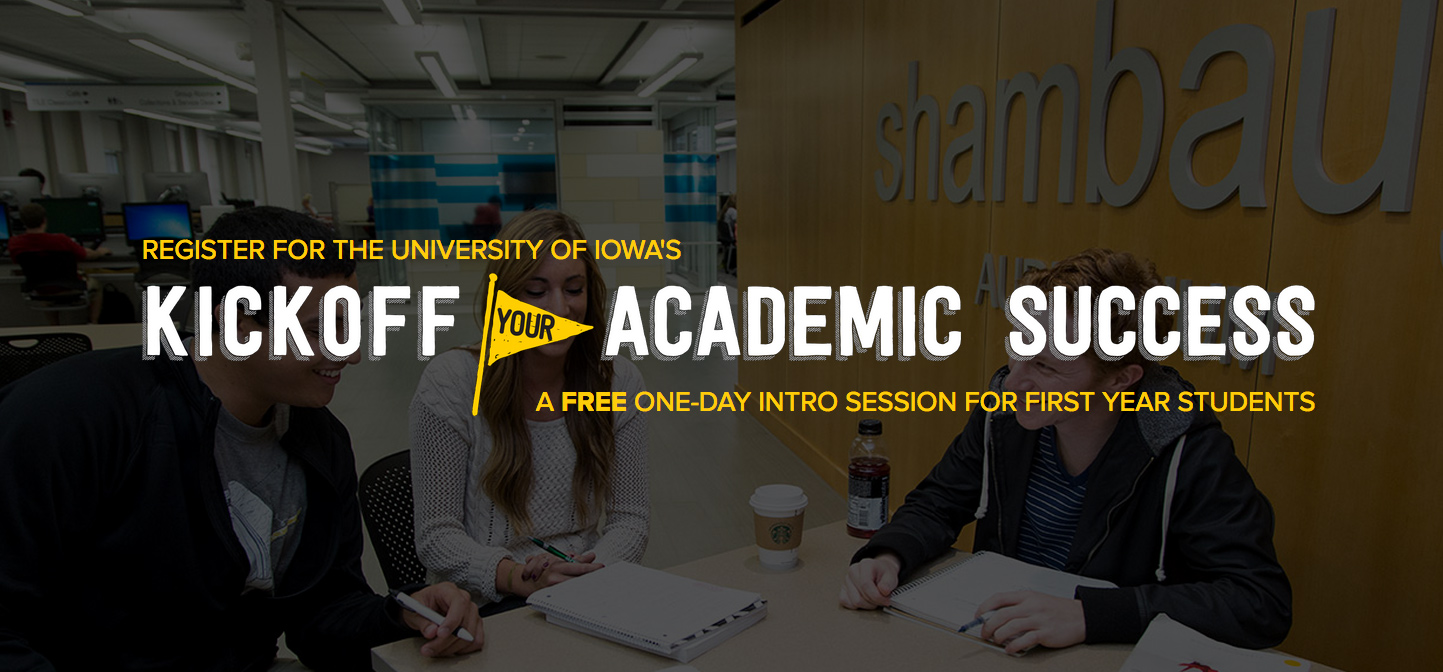 shambau
REGISTER FOR THE UNIVERSITY OF IOWA'S
KICKOFF YOUR ACADEMIC SUCCESS
A FREE ONE-DAY INTRO SESSION FOR FIRST YEAR STUDENTS